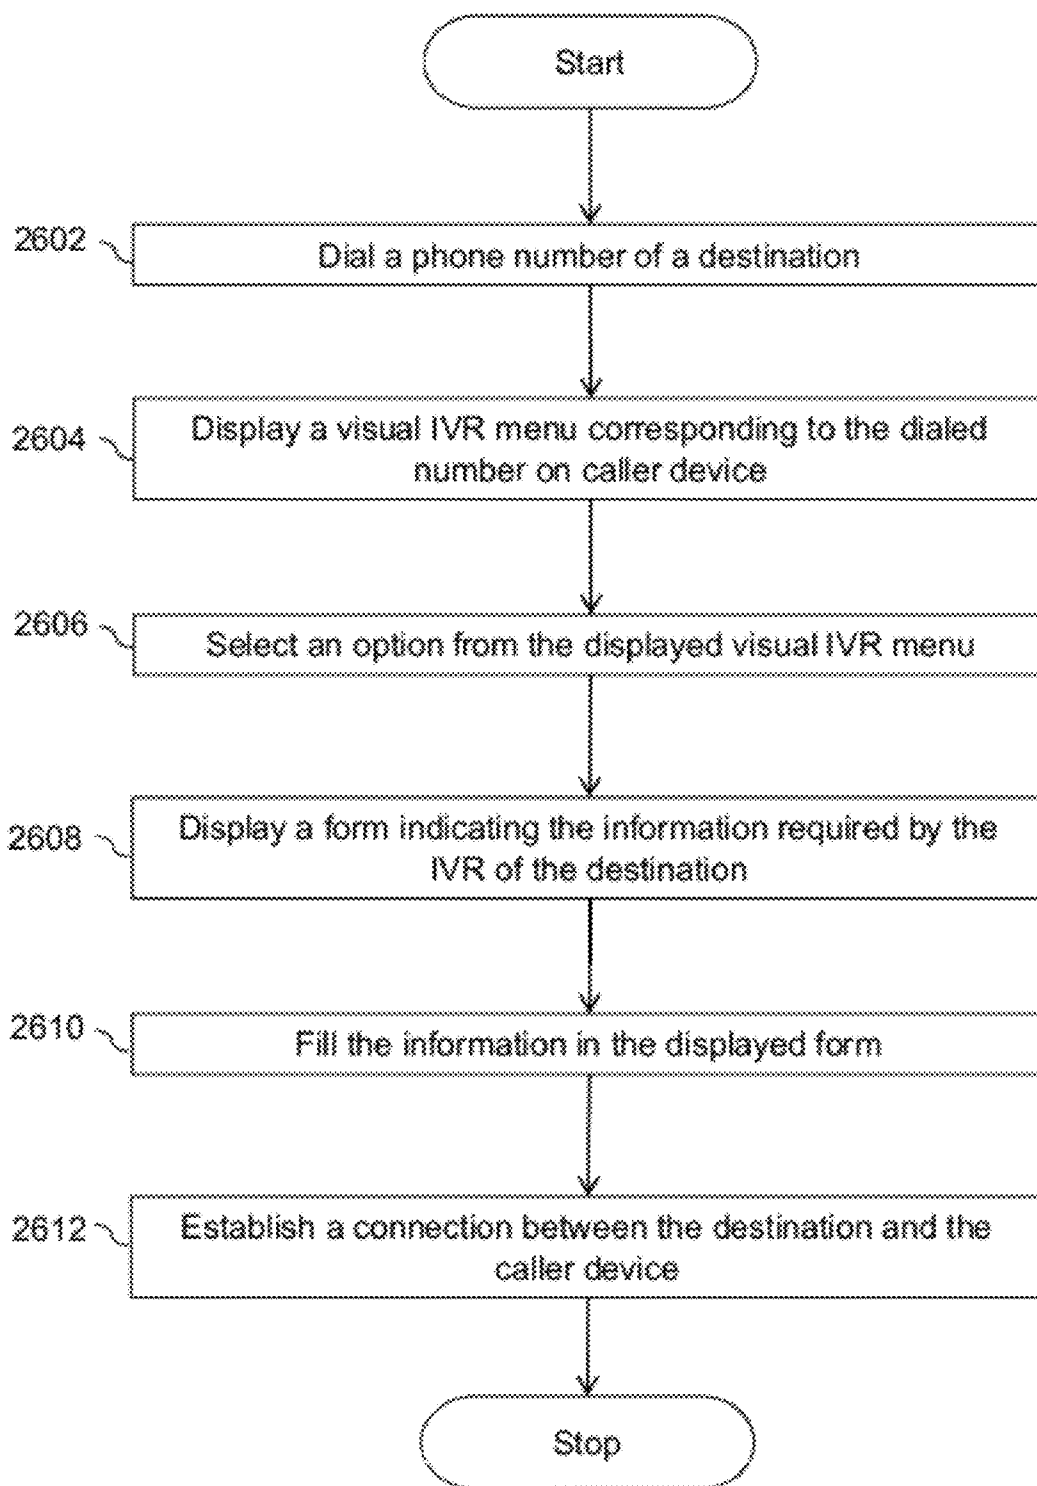 Start
2602
Dial a phone number of a destination
2604
Display a visual IVR menu corresponding to the dialed
number on caller device
2606
Select an option from the displayed visual IVR menu
2608
Display a form indicating the information required by the
IVR of the destination
2610
Fill the information in the displayed form
2612
Establish a connection between the destination and the
caller device
Stop